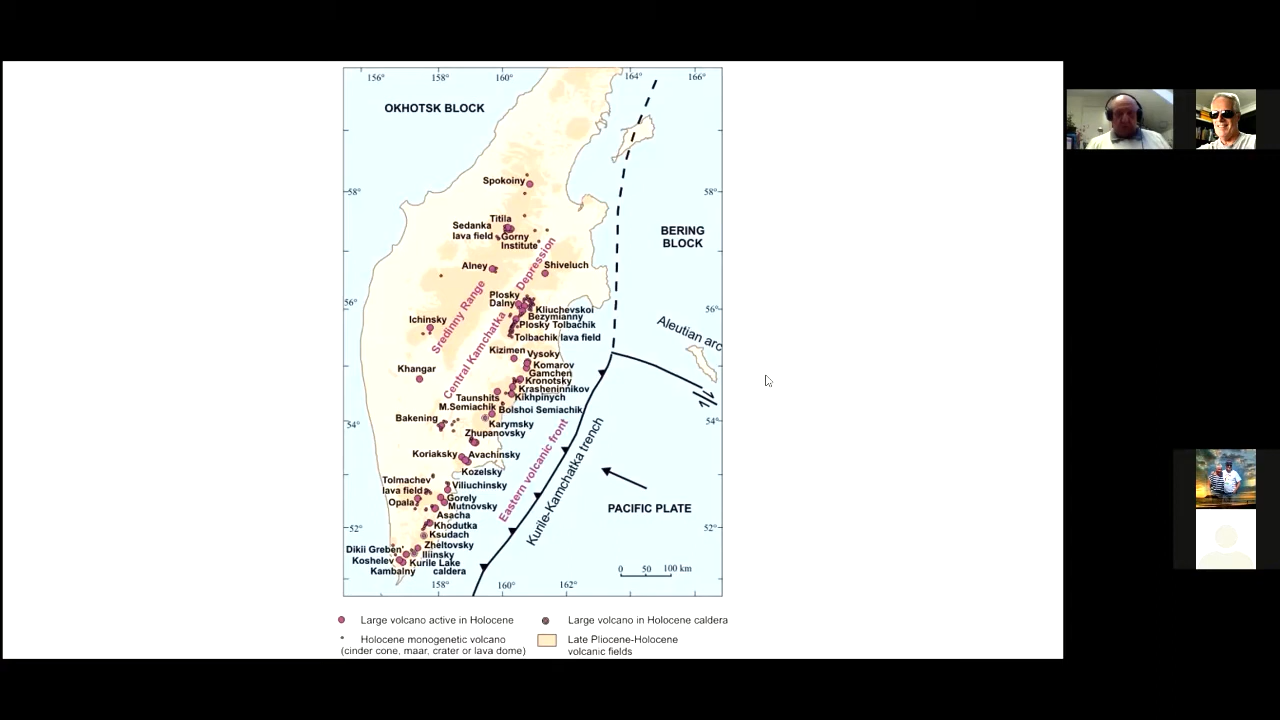 156°
158°
160°
164°
166°
OKHOTSK BLOCK
Spokoiny
58°
58°
Titila
Sedanka
lava field
Gorny
Institute
BERING
BLOCK
Alney
Shiveluch
Sredinny Range
Central Kamchatka Depression
Plosky
Dalny
Kliuchevskoi
Bezymianny
Plosky Tolbachik
Tolbachik lava field
56°
56°
Ichinsky
Aleutian arc
Kizimen
Vysoky
Komarov
Gamchen
Kronotsky
Krasheninnikov
Kikhpinych
Khangar
Taunshits
M.Semiachik
Bolshoi Semiachik
Bakening
Karymsky
Zhupanovsky
54°
54°
Koriaksky
Avachinsky
Kozelsky
Eastern volcanic front
Kurile-Kamchatka trench
Tolmachev
lava field
Viliuchinsky
Opala
Gorely
Mutnovsky
Asacha
Khodutka
Ksudach
PACIFIC PLATE
52°
52°
Zheltovsky
Dikii Greben'
Iliinsky
Koshelev
Kurile Lake
caldera
Kambalny
158°
160°
162°
0 50 100 km
Large volcano active in Holocene
Large volcano in Holocene caldera
Holocene monogenetic volcano
(cinder cone, maar, crater or lava dome)
Late Pliocene-Holocene
volcanic fields